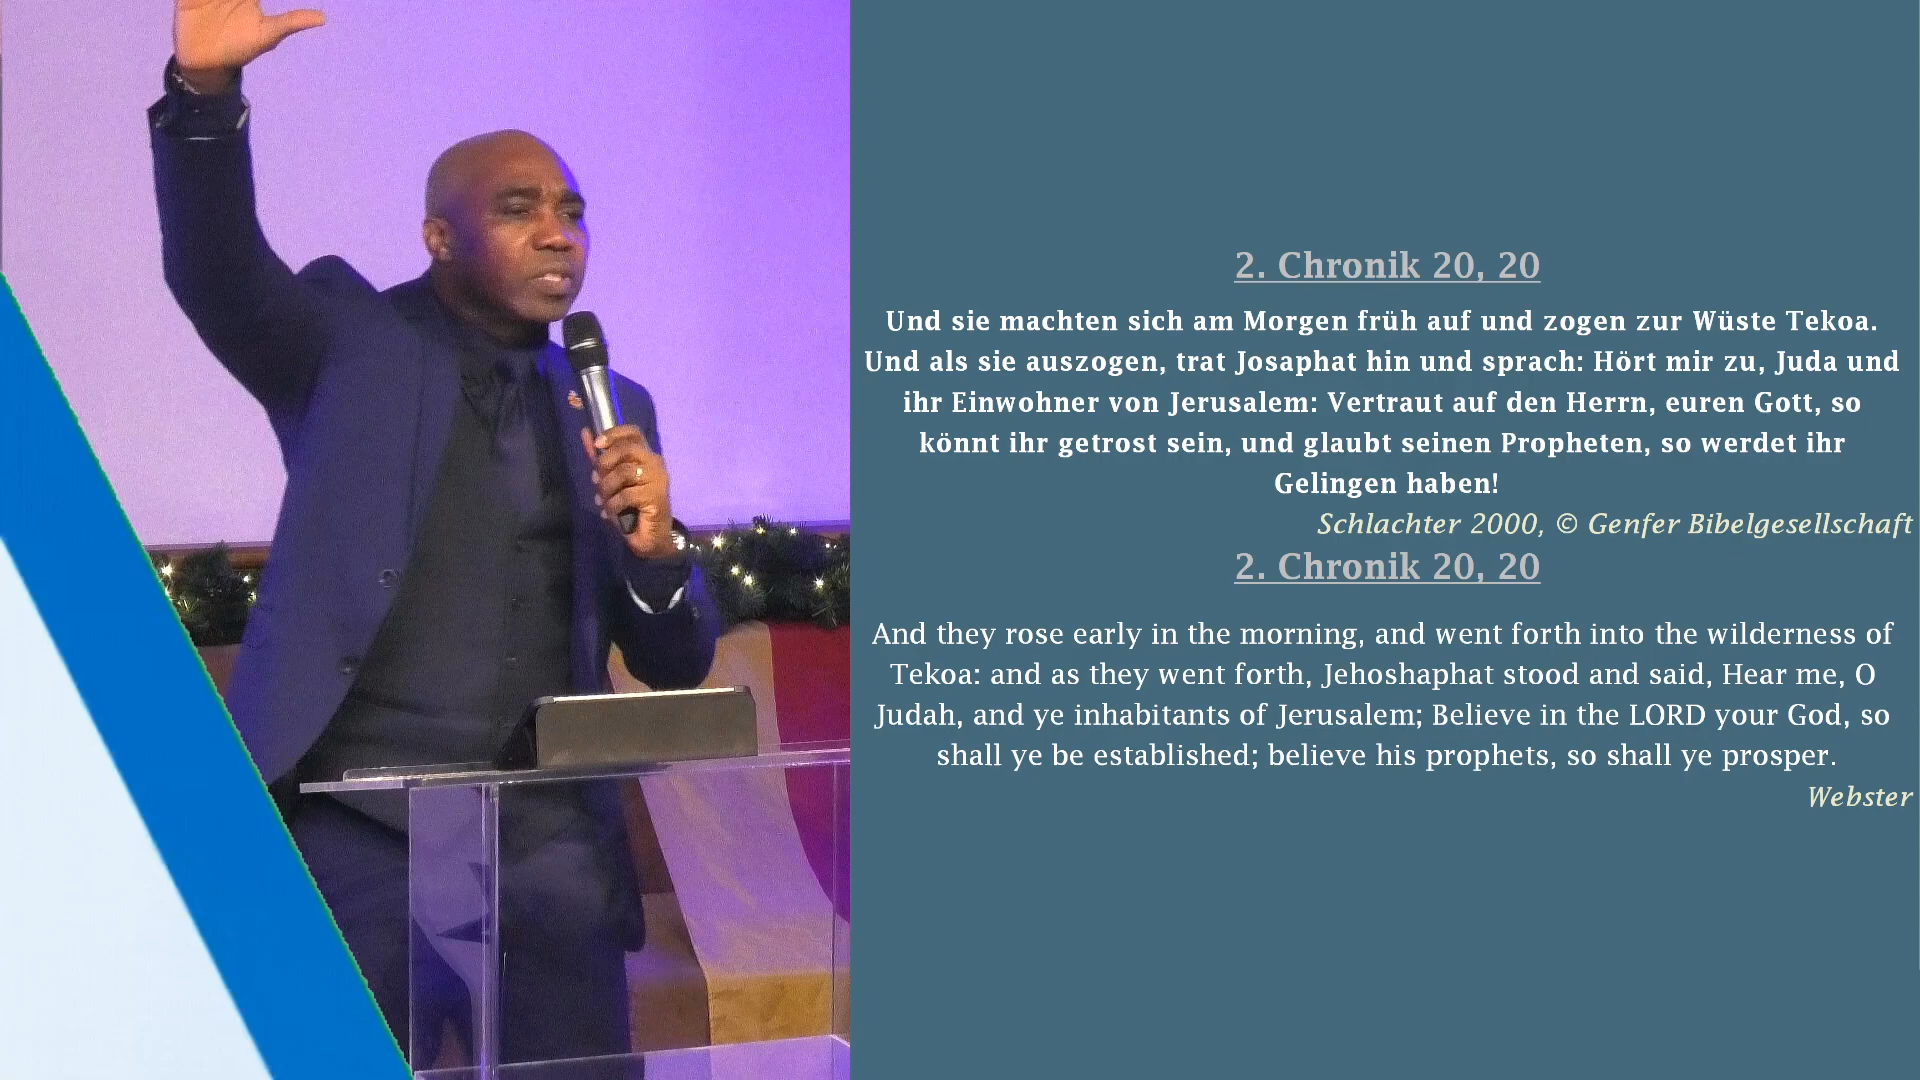 2. Chronik 20, 20
Und sie machten sich am Morgen früh auf und zogen zur Wüste Tekoa.
Und als sie auszogen, trat Josaphat hin und sprach: Hört mir zu, Juda und
ihr Einwohner von Jerusalem: Vertraut auf den Herrn, euren Gott, so
könnt ihr getrost sein, und glaubt seinen Propheten, so werdet ihr
Gelingen haben!
Schlachter 2000, © Genfer Bibelgesellschaft
2. Chronik 20, 20
And they rose early in the morning, and went forth into the wilderness of
Tekoa: and as they went forth, Jehoshaphat stood and said, Hear me, O
Judah, and ye inhabitants of Jerusalem; Believe in the LORD your God, so
shall ye be established; believe his prophets, so shall ye prosper.
Webster